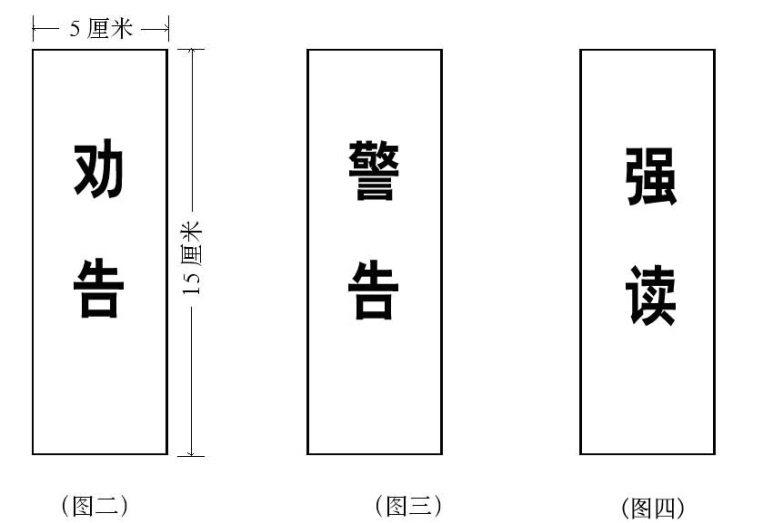 5 厘米
劝告
15 厘米
警告
强读
（图二）
（图三）
（图四）